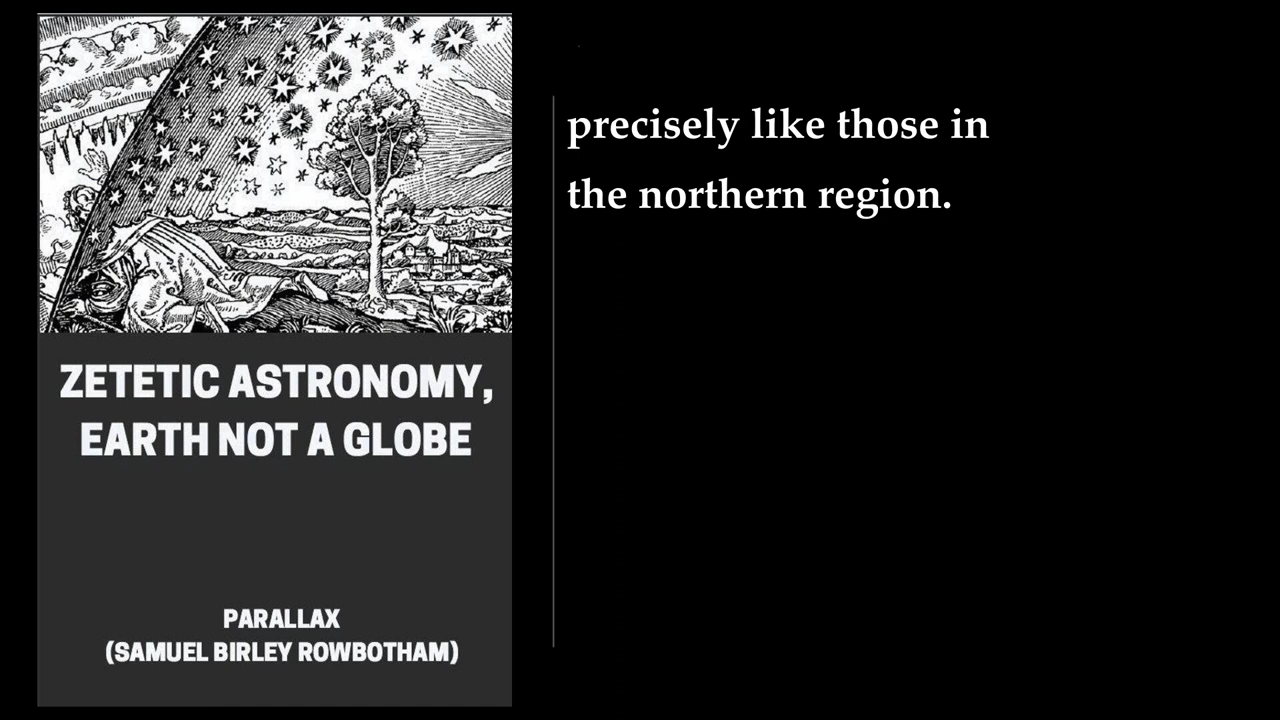 ZETETIC ASTRONOMY,
EARTH NOT A GLOBE
PARALLAX
(SAMUEL BIRLEY ROWBOTHAM)
precisely like those in
the northern region.